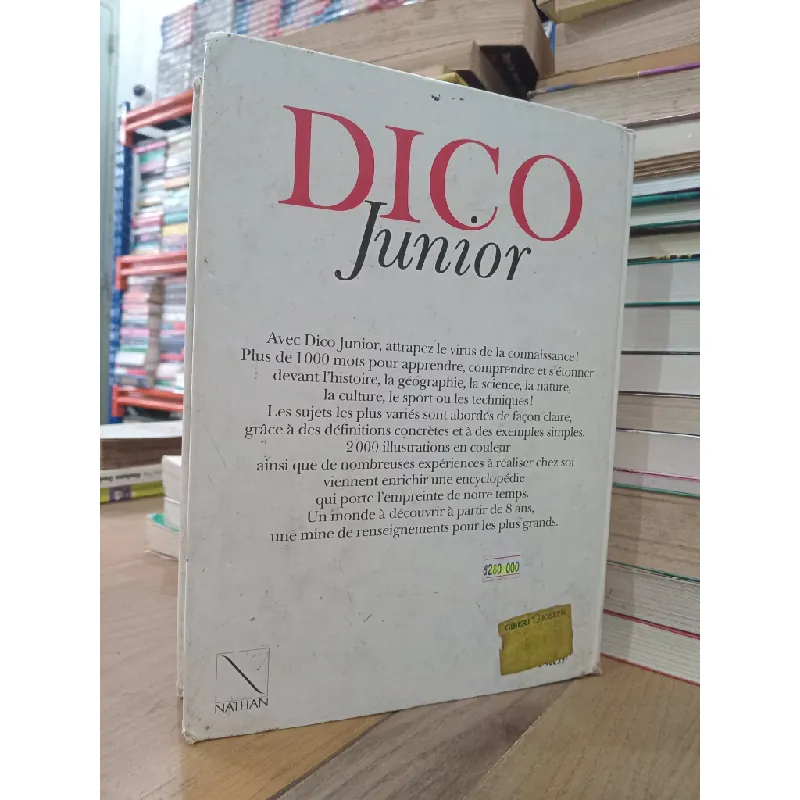 DICO
Junior
Avec Dico Junior, attrapez le virus de la connaissance!
Plus de 1000 mots pour apprendre, comprendre et s'étonner
devant l'histoire, la géographie, la science, la nature,
la culture, le sport ou les techniques!
Les sujets les plus variés sont abordés de façon claire,
grâce à des définitions concrètes et à des exemples simples.
2000 illustrations en couleur
ainsi que de nombreuses expériences à réaliser chez soi
viennent enrichir une encyclopédie
qui porte l'empreinte de notre temps.
Un monde à découvrir à partir de 8 ans,
une mine de renseignements pour les plus grands.
$280 000
GIBERT JOSEPH
NATHAN